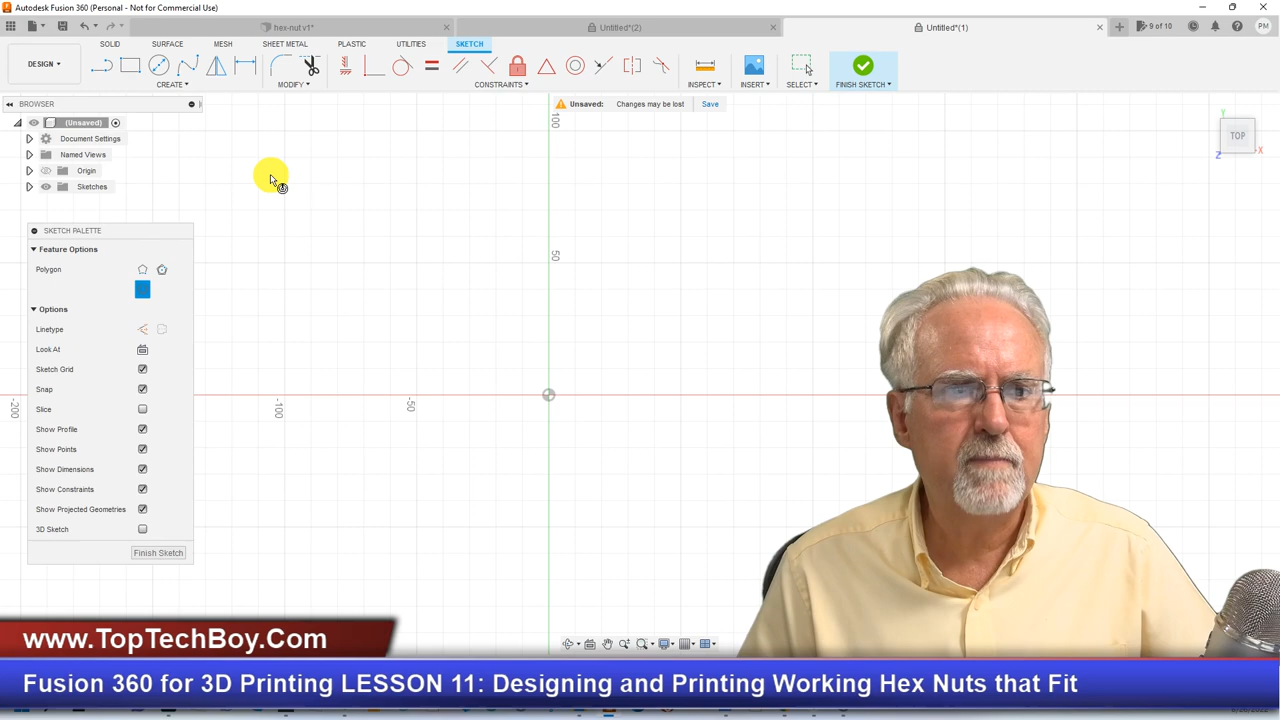 Autodesk Fusion 360 (Personal - Not for Commercial Use)
hex-nut v1*
Untitled*(2)
Untitled*(1)
9 of 10
PM
SOLID
SURFACE
MESH
SHEET METAL
PLASTIC
UTILITIES
SKETCH
DESIGN
CREATE
MODIFY
CONSTRAINTS
INSPECT
INSERT
SELECT
FINISH SKETCH
BROWSER
Unsaved: Changes may be lost Save
(Unsaved)
Document Settings
Named Views
Origin
Sketches
100
50
-50
-100
-200
Y
TOP
Z
X
SKETCH PALETTE
Feature Options
Polygon
Options
Linetype
Look At
Sketch Grid
Snap
Slice
Show Profile
Show Points
Show Dimensions
Show Constraints
Show Projected Geometries
3D Sketch
Finish Sketch
www.TopTechBoy.Com
Fusion 360 for 3D Printing LESSON 11: Designing and Printing Working Hex Nuts that Fit